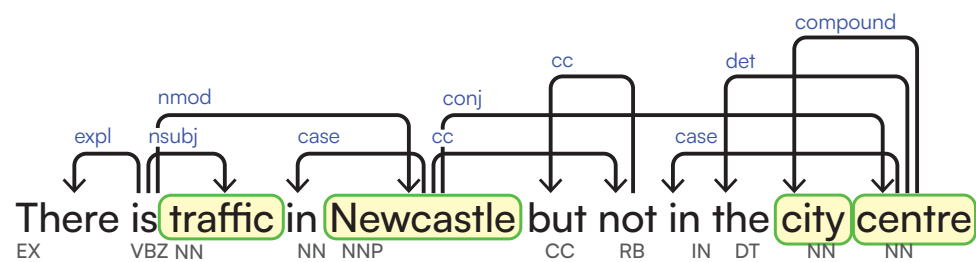 compound
cc det
nmod conj
expl nsubj case cc case
There is traffic in Newcastle but not in the city centre
EX VBZ NN NN NNP CC RB IN DT NN NN